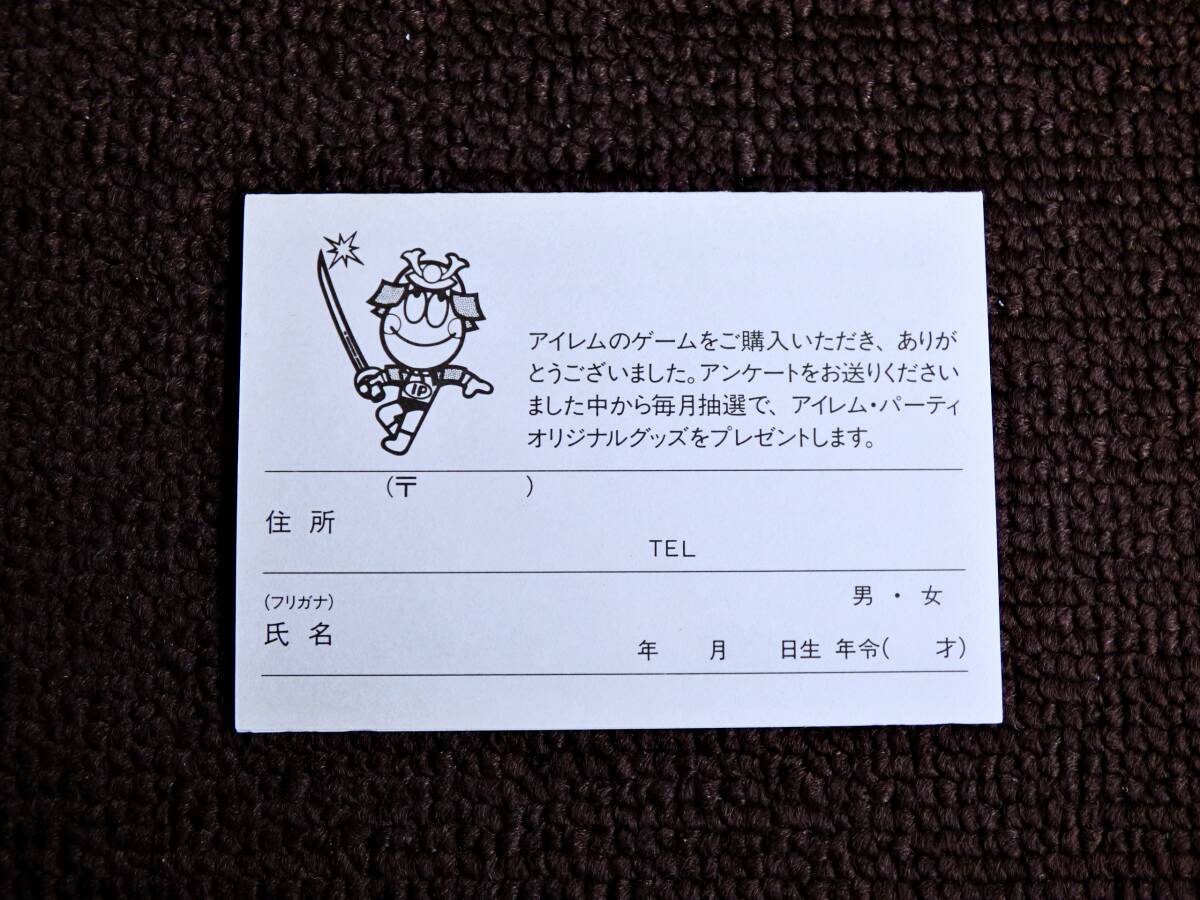 アイレムのゲームをご購入いただき、ありが
とうございました。アンケートをお送りください
ました中から毎月抽選で、アイレム・パーティ
オリジナルグッズをプレゼントします。
IP
(〒 )
住所
TEL
(フリガナ)
男・女
氏名
年 月 日生 年令( 才)